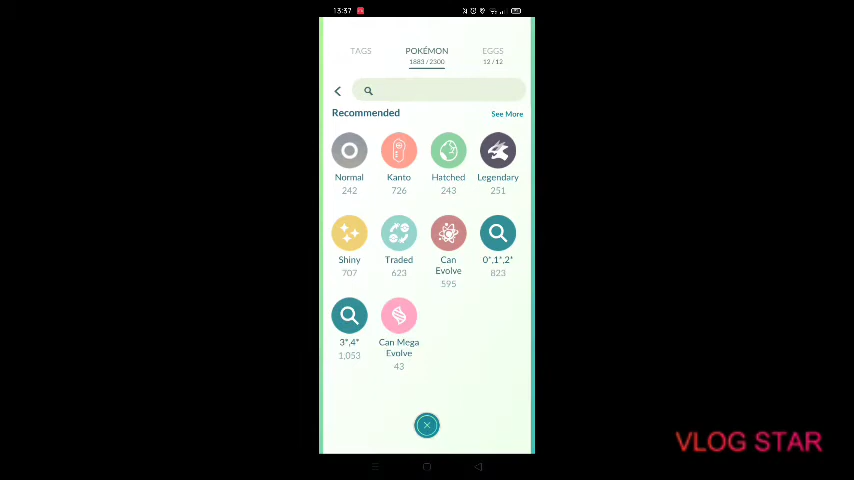 13:37
TAGS
POKÉMON
EGGS
1883 / 2300
12 / 12
Recommended
See More
Normal
Kanto
Hatched
Legendary
242
726
243
251
Shiny
Traded
Can
Evolve
0*,1*,2*
707
623
595
823
3*,4*
Can Mega
Evolve
1,053
43
VLOG STAR